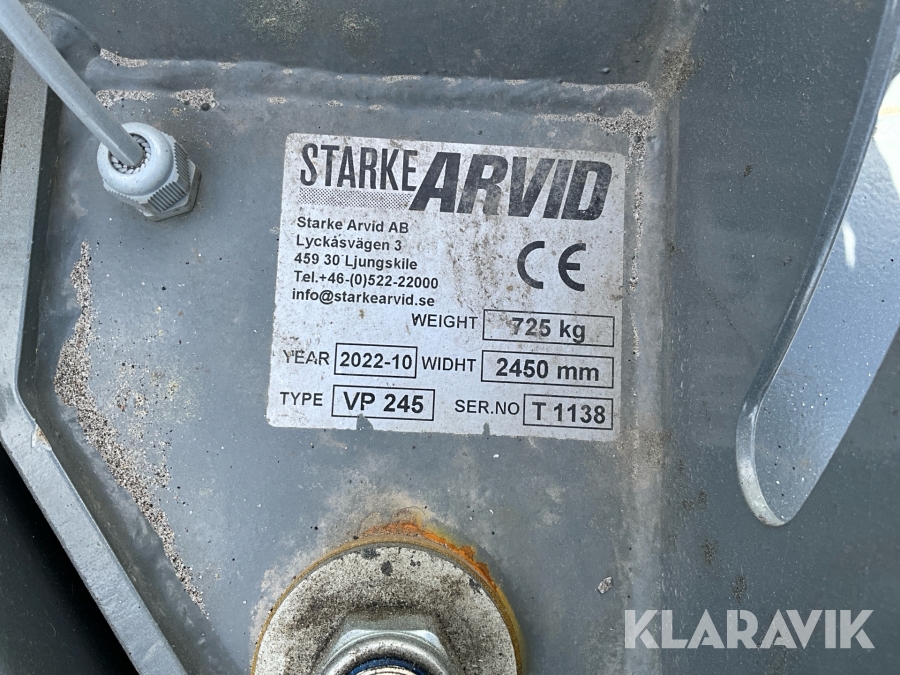 STARKE ARVID
Starke Arvid AB
Lyckåsvägen 3
459 30 Ljungskile
Tel.+46-(0)522-22000
info@starkearvid.se
CE
WEIGHT 725 kg
YEAR 2022-10 WIDHT 2450 mm
TYPE VP 245 SER.NO T 1138
KLARAVIK